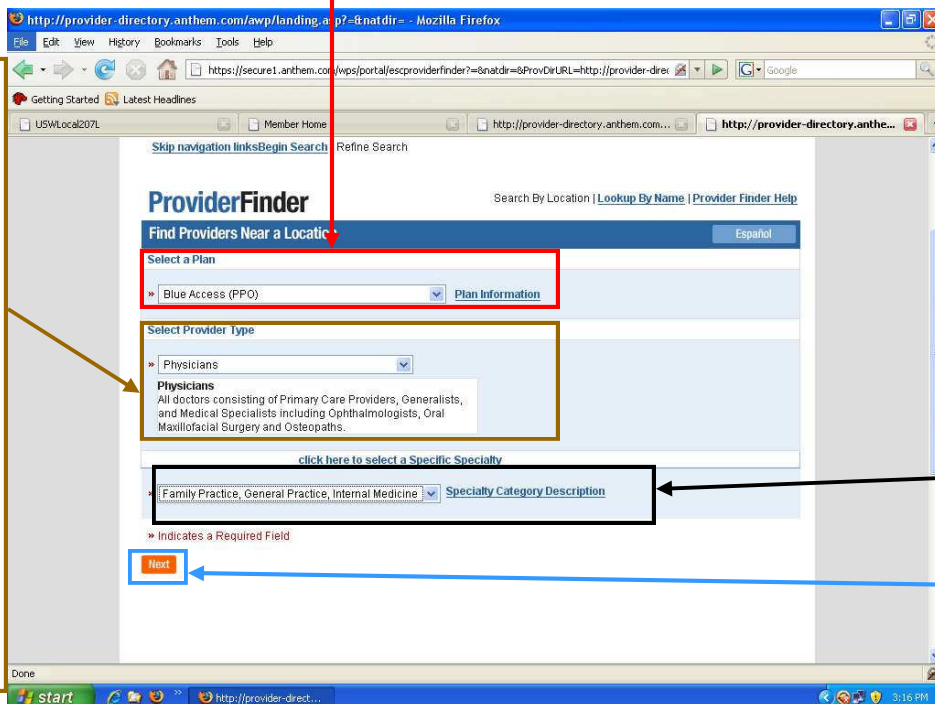 http://provider-directory.anthem.com/awp/landing.asp?=&natdir= - Mozilla Firefox
File Edit View History Bookmarks Tools Help
https://secure1.anthem.com/wps/portal/escproviderfinder?=&natdir=&ProvDirURL=http://provider-direc
Google
Getting Started Latest Headlines
USWLocal207L Member Home http://provider-directory.anthem.com... http://provider-directory.anthe...
Skip navigation linksBegin Search Refine Search
ProviderFinder
Search By Location | Lookup By Name | Provider Finder Help
Find Providers Near a Location Español
Select a Plan
» Blue Access (PPO) Plan Information
Select Provider Type
» Physicians
Physicians
All doctors consisting of Primary Care Providers, Generalists,
and Medical Specialists including Ophthalmologists, Oral
Maxillofacial Surgery and Osteopaths.
click here to select a Specific Specialty
» Family Practice, General Practice, Internal Medicine Specialty Category Description
» Indicates a Required Field
Next
Done
start » http://provider-direct... 3:16 PM